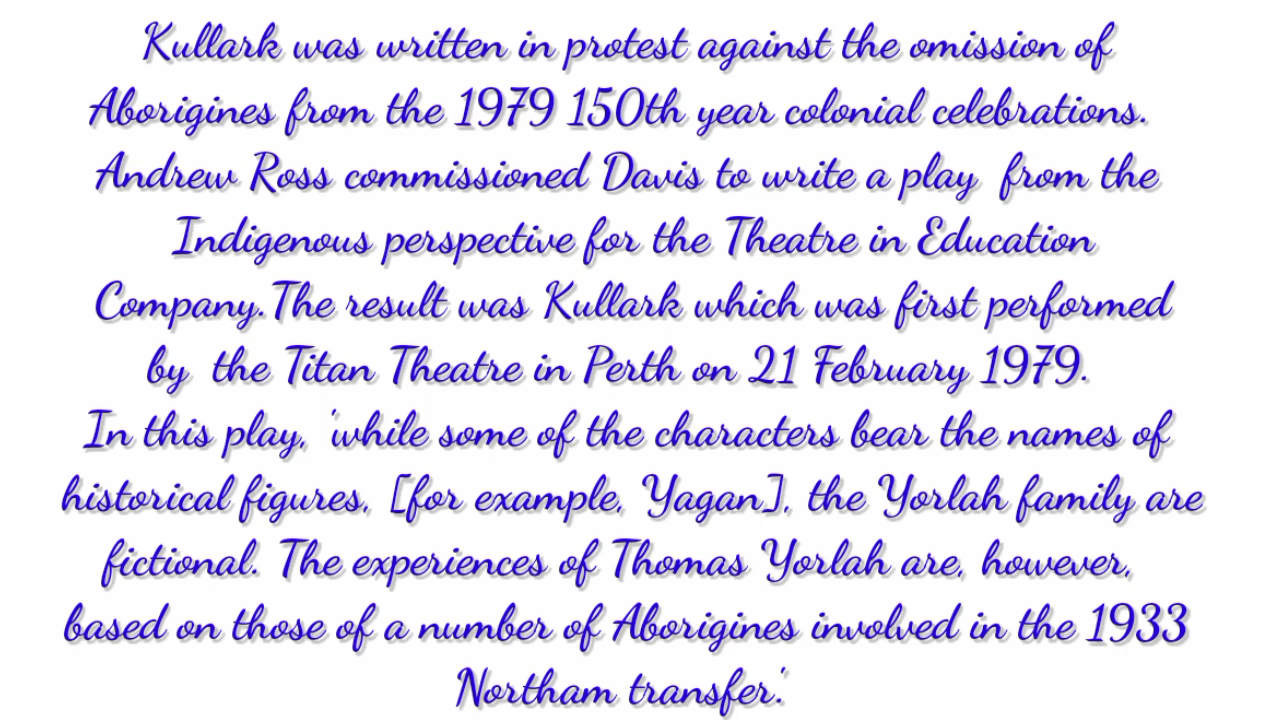 Kullark was written in protest against the omission of
Aborigines from the 1979 150th year colonial celebrations.
Andrew Ross commissioned Davis to write a play from the
Indigenous perspective for the Theatre in Education
Company.The result was Kullark which was first performed
by the Titan Theatre in Perth on 21 February 1979.
In this play, 'while some of the characters bear the names of
historical figures, [for example, Yagan], the Yorlah family are
fictional. The experiences of Thomas Yorlah are, however,
based on those of a number of Aborigines involved in the 1933
Northam transfer.'